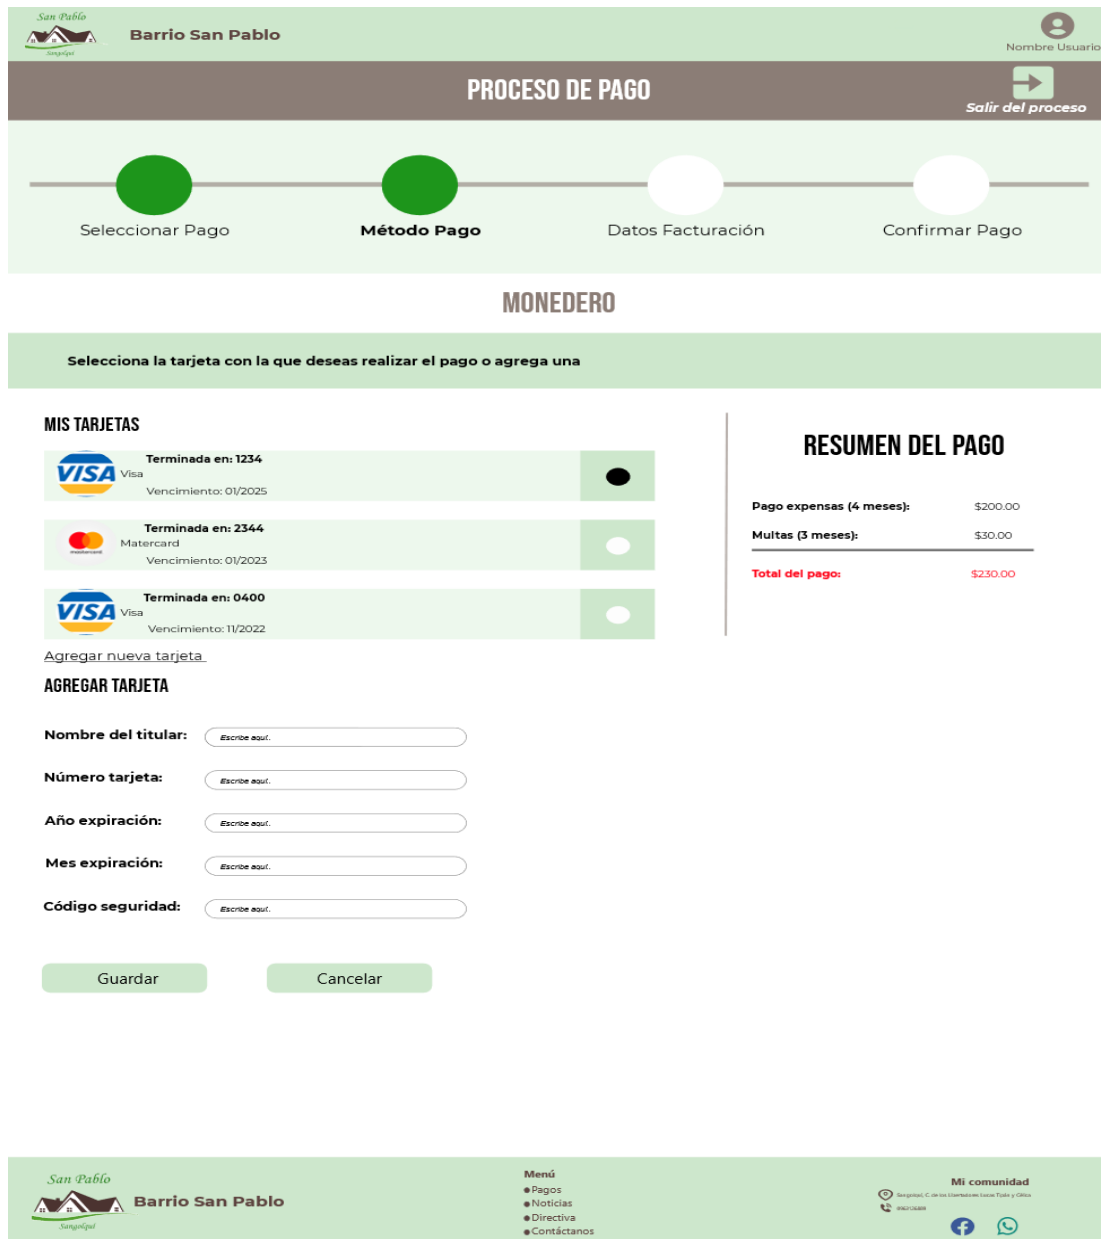 San Pablo
Sangolquí
Barrio San Pablo
Nombre Usuario
PROCESO DE PAGO
Salir del proceso
Seleccionar Pago
Método Pago
Datos Facturación
Confirmar Pago
MONEDERO
Selecciona la tarjeta con la que deseas realizar el pago o agrega una
MIS TARJETAS
VISA
Terminada en: 1234
Visa
Vencimiento: 01/2025
mastercard
Terminada en: 2344
Matercard
Vencimiento: 01/2023
VISA
Terminada en: 0400
Visa
Vencimiento: 11/2022
Agregar nueva tarjeta
RESUMEN DEL PAGO
Pago expensas (4 meses): $200.00
Multas (3 meses): $30.00
Total del pago: $230.00
AGREGAR TARJETA
Nombre del titular: Escribe aquí.
Número tarjeta: Escribe aquí.
Año expiración: Escribe aquí.
Mes expiración: Escribe aquí.
Código seguridad: Escribe aquí.
Guardar
Cancelar
San Pablo
Sangolquí
Barrio San Pablo
Menú
Pagos
Noticias
Directiva
Contáctanos
Mi comunidad
Sangolquí, C. de los Libertadores